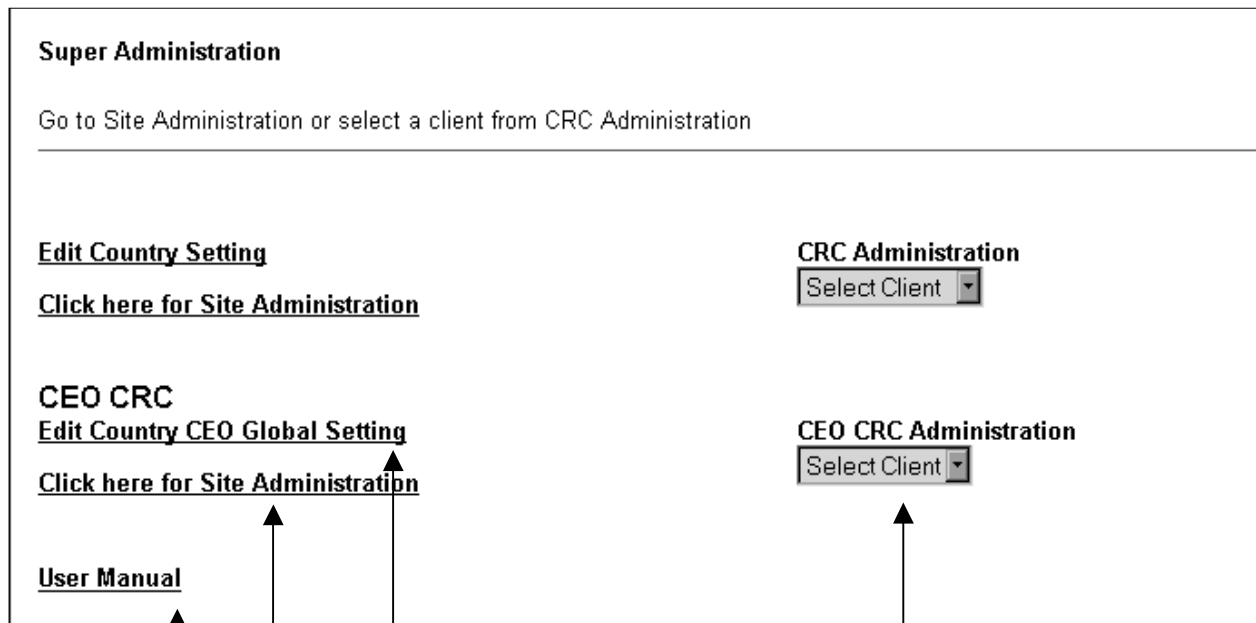 Super Administration
Go to Site Administration or select a client from CRC Administration
Edit Country Setting
Click here for Site Administration
CRC Administration
Select Client
CEO CRC
Edit Country CEO Global Setting
Click here for Site Administration
CEO CRC Administration
Select Client
User Manual